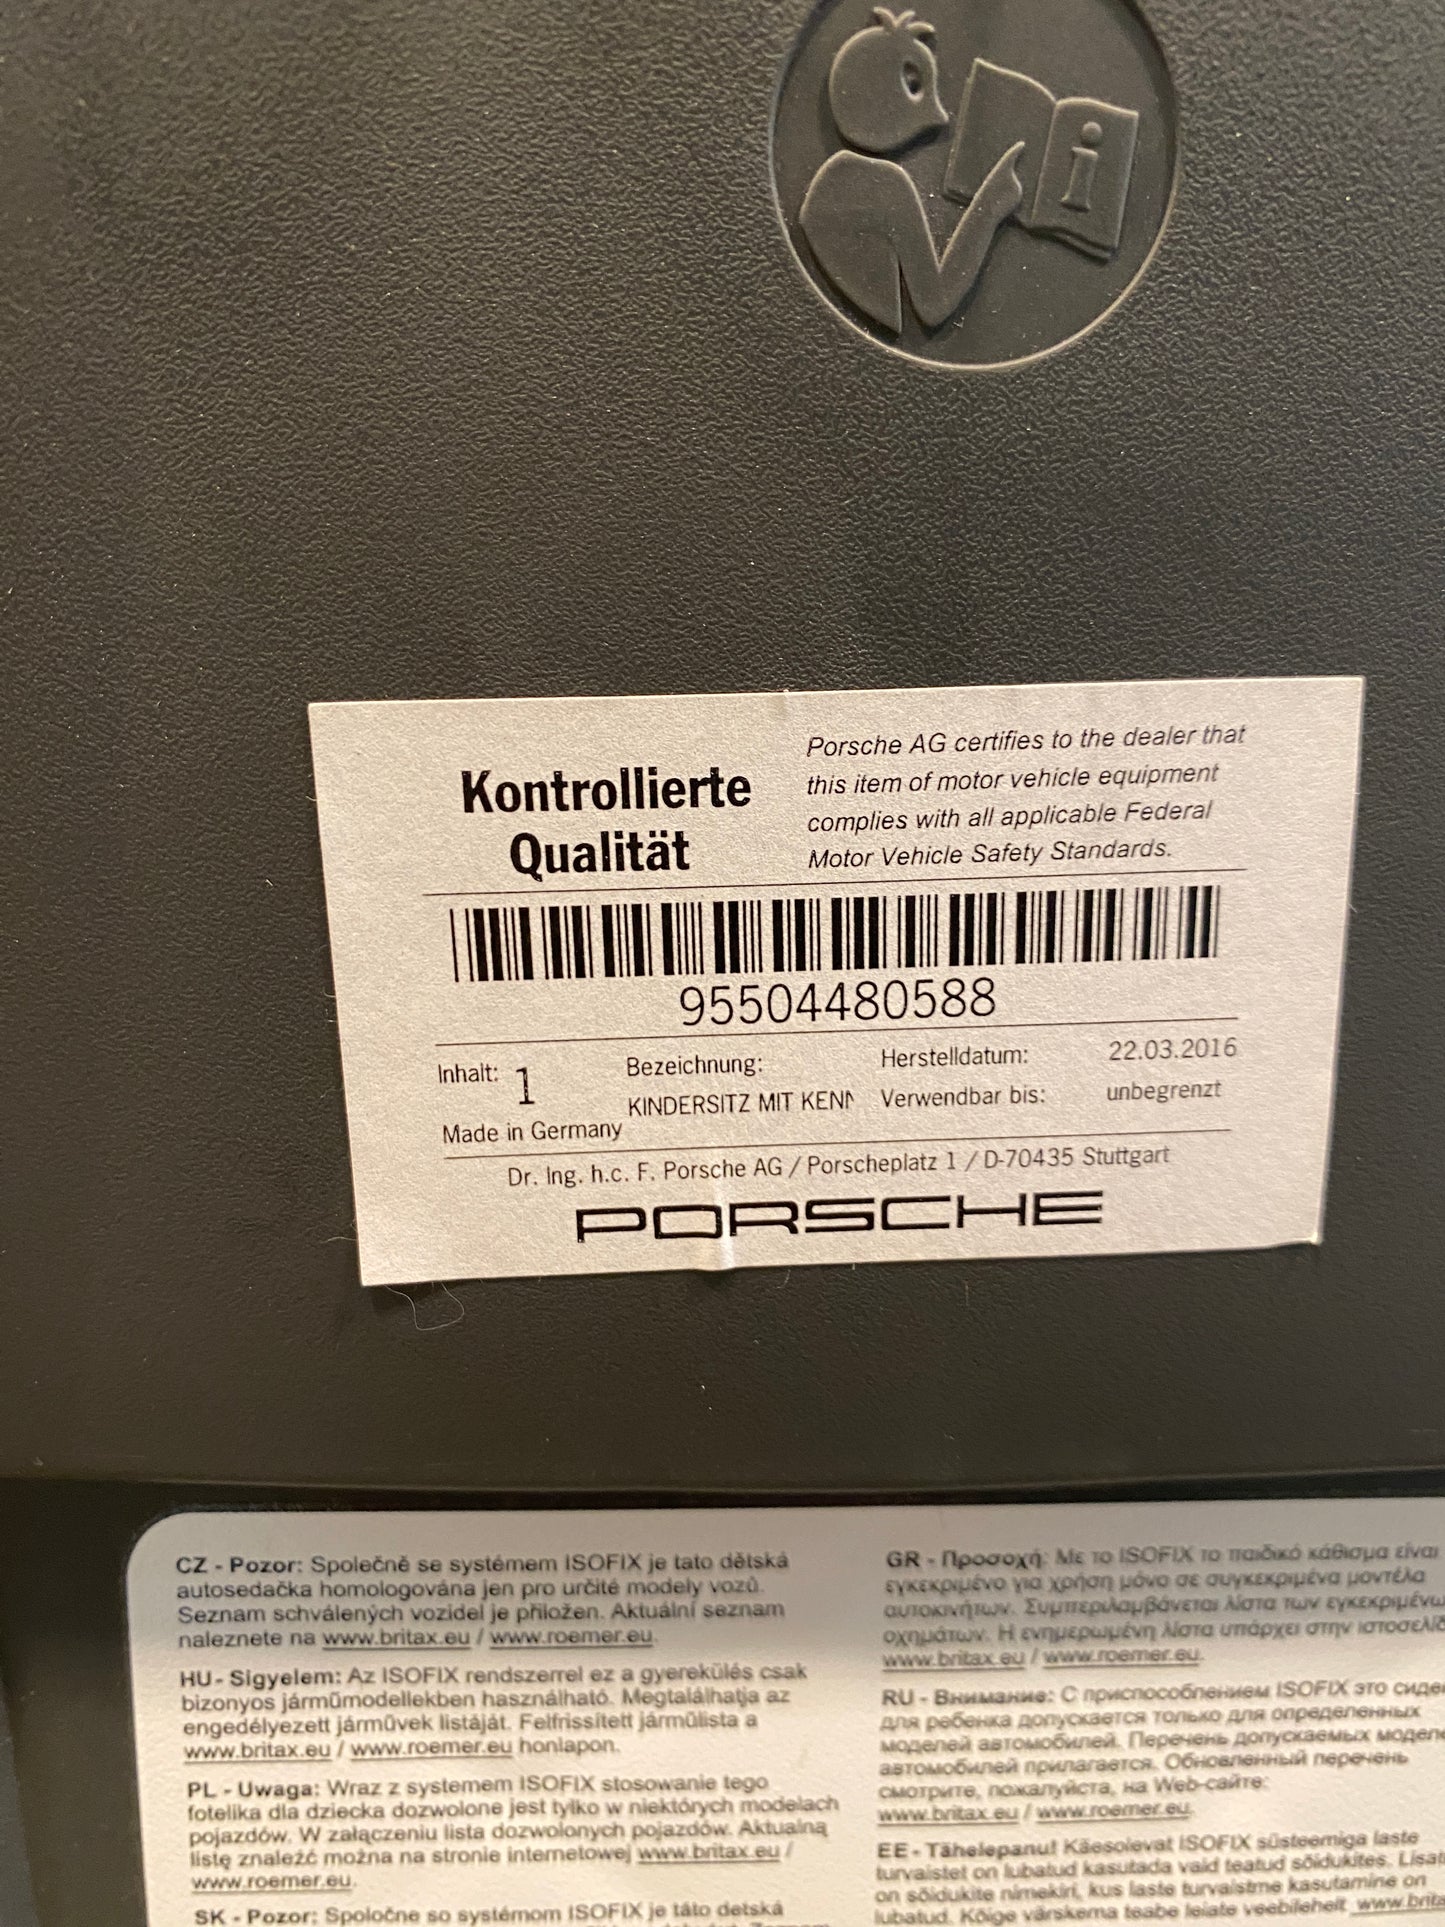 i
Kontrollierte
Qualität
Porsche AG certifies to the dealer that
this item of motor vehicle equipment
complies with all applicable Federal
Motor Vehicle Safety Standards.
95504480588
Inhalt: 1
Bezeichnung:
KINDERSITZ MIT KENN
Herstelldatum: 22.03.2016
Verwendbar bis: unbegrenzt
Made in Germany
Dr. Ing. h.c. F. Porsche AG / Porscheplatz 1 / D-70435 Stuttgart
PORSCHE
CZ - Pozor: Společně se systémem ISOFIX je tato dětská
autosedačka homologována jen pro určité modely vozů.
Seznam schválených vozidel je přiložen. Aktuální seznam
naleznete na www.britax.eu / www.roemer.eu.
HU - Sigyelem: Az ISOFIX rendszerrel ez a gyerekülés csak
bizonyos járműmodellekben használható. Megtalálhatja az
engedélyezett járművek listáját. Felfrissített járműlista a
www.britax.eu / www.roemer.eu honlapon.
PL - Uwaga: Wraz z systemem ISOFIX stosowanie tego
fotelika dla dziecka dozwolone jest tylko w niektórych modelach
pojazdów. W załączeniu lista dozwolonych pojazdów. Aktualną
listę znaleźć można na stronie internetowej www.britax.eu /
www.roemer.eu.
SK - Pozor: Spoločne so systémom ISOFIX je táto detská
GR - Προσοχή: Με το ISOFIX το παιδικό κάθισμα είναι
εγκεκριμένο για χρήση μόνο σε συγκεκριμένα μοντέλα
αυτοκινήτων. Συμπεριλαμβάνεται λίστα των εγκεκριμένω
οχημάτων. Η ενημερωμένη λίστα υπάρχει στην ιστοσελίδ
www.britax.eu / www.roemer.eu.
RU - Внимание: С приспособлением ISOFIX это сиде
для ребенка допускается только для определенных
моделей автомобилей. Перечень допускаемых моделе
автомобилей прилагается. Обновленный перечень
смотрите, пожалуйста, на Web-сайте:
www.britax.eu / www.roemer.eu.
EE - Tähelepanu! Käesolevat ISOFIX süsteemiga laste
turvaistet on lubatud kasutada vaid teatud sõidukites. Lisat
on sõidukite nimekiri, kus laste turvaistme kasutamine on
lubatud. Kõige värskema teabe leiate veebilehelt www.brita